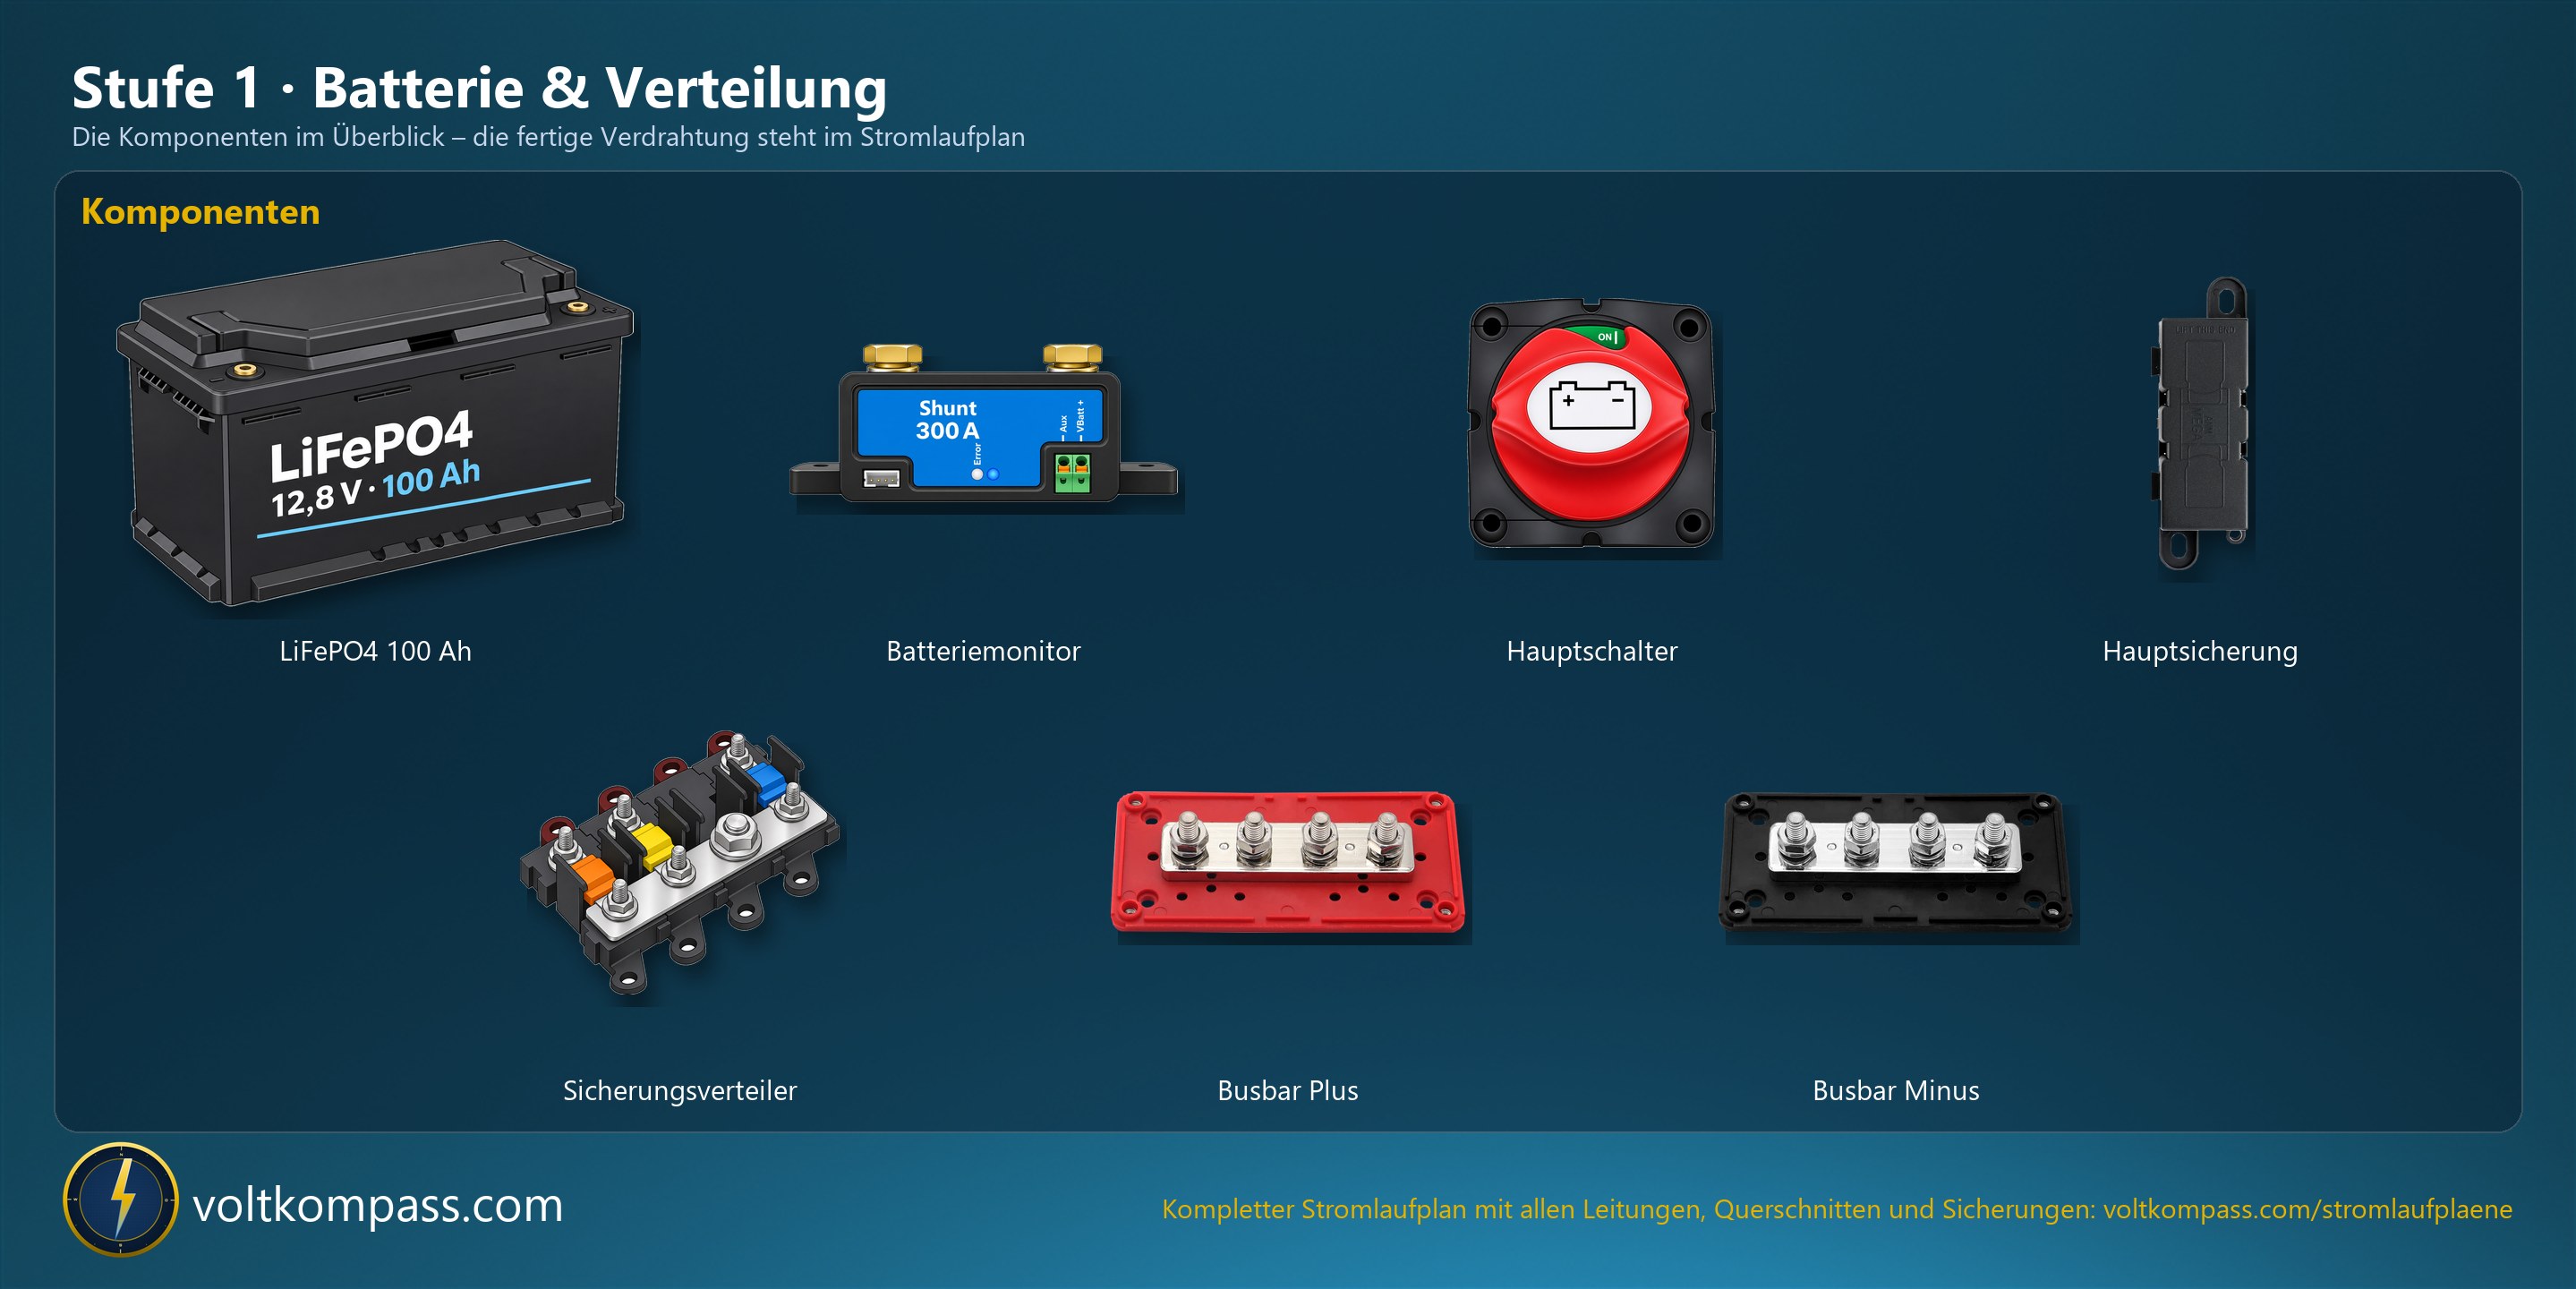 Stufe 1 · Batterie & Verteilung
Die Komponenten im Überblick – die fertige Verdrahtung steht im Stromlaufplan
Komponenten
LiFePO4
12,8 V · 100 Ah
Shunt
300 A
Error
Aux
VBatt +
ON
+ −
LiFePO4 100 Ah
Batteriemonitor
Hauptschalter
Hauptsicherung
Sicherungsverteiler
Busbar Plus
Busbar Minus
voltkompass.com
Kompletter Stromlaufplan mit allen Leitungen, Querschnitten und Sicherungen: voltkompass.com/stromlaufplaene